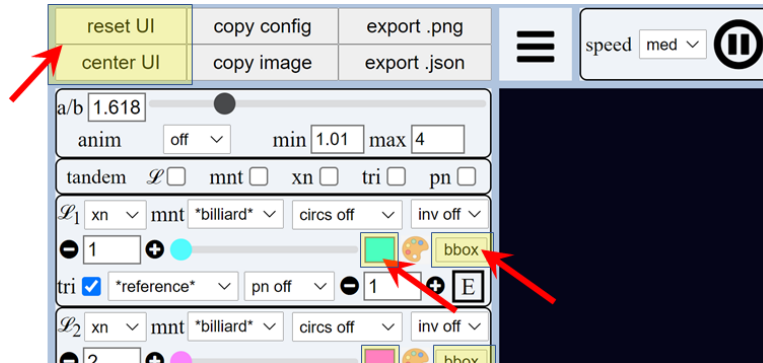 reset UI copy config export .png
speed med
center UI copy image export .json
a/b 1.618
anim off min 1.01 max 4
tandem ℒ mnt xn tri pn
ℒ1 xn mnt *billiard* circs off inv off
1 bbox
tri *reference* pn off 1 E
ℒ2 xn mnt *billiard* circs off inv off
2 bbox